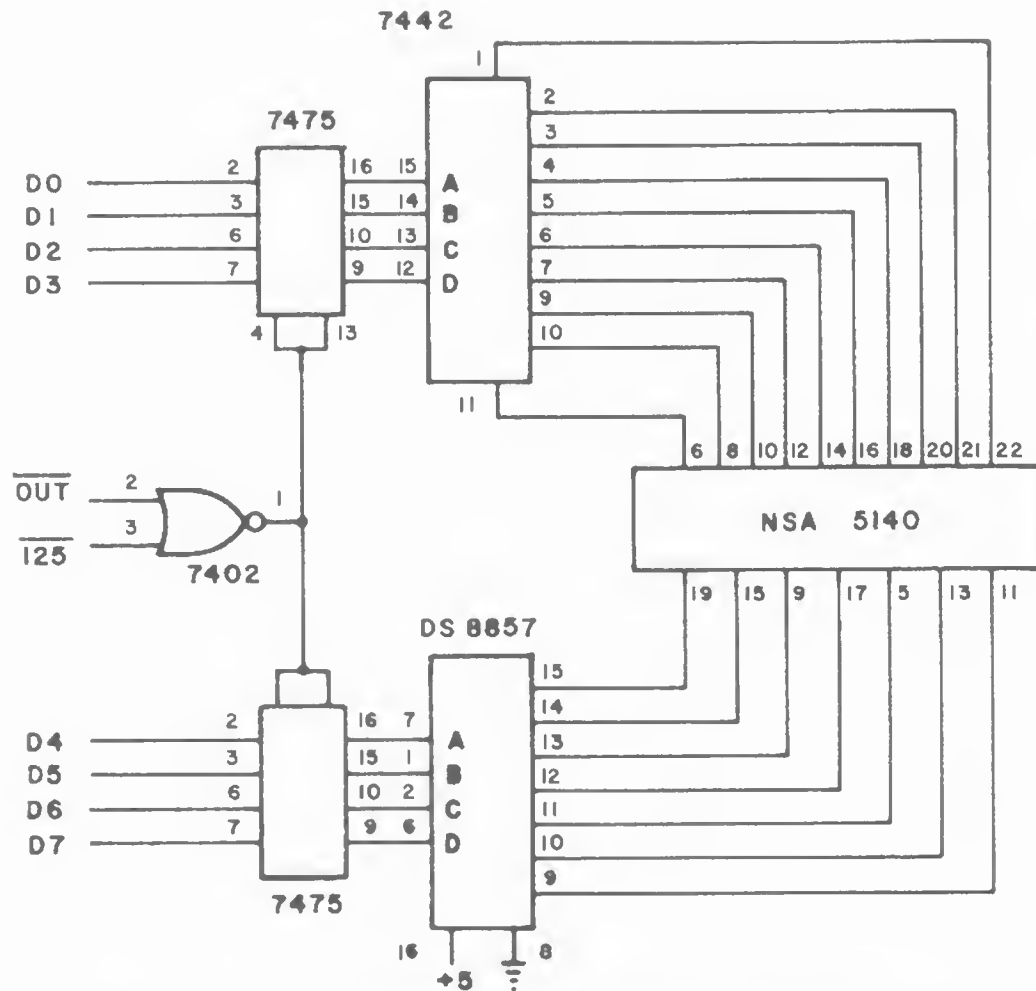 7442
1
7475
2
3
4
5
6
7
9
10
D0 2 16 15 A
D1 3 15 14 B
D2 6 10 13 C
D3 7 9 12 D
4 13
11
6 8 10 12 14 16 18 20 21 22
NSA 5140
19 15 9 17 5 13 11
OUT 2
125 3
1
7402
DS 8857
15
14
13
12
11
10
9
D4 2 16 7 A
D5 3 15 1 B
D6 6 10 2 C
D7 7 9 6 D
7475
16 8
+5